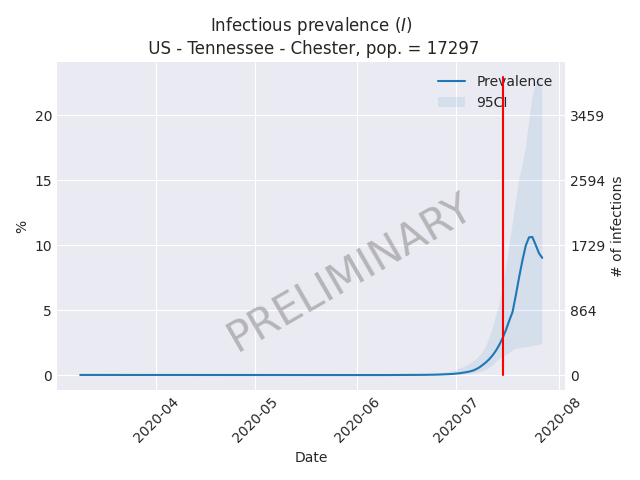 Infectious prevalence (I)
US - Tennessee - Chester, pop. = 17297
Prevalence
95CI
20
15
10
5
0
%
3459
2594
1729
864
0
# of infections
PRELIMINARY
2020-04
2020-05
2020-06
2020-07
2020-08
Date